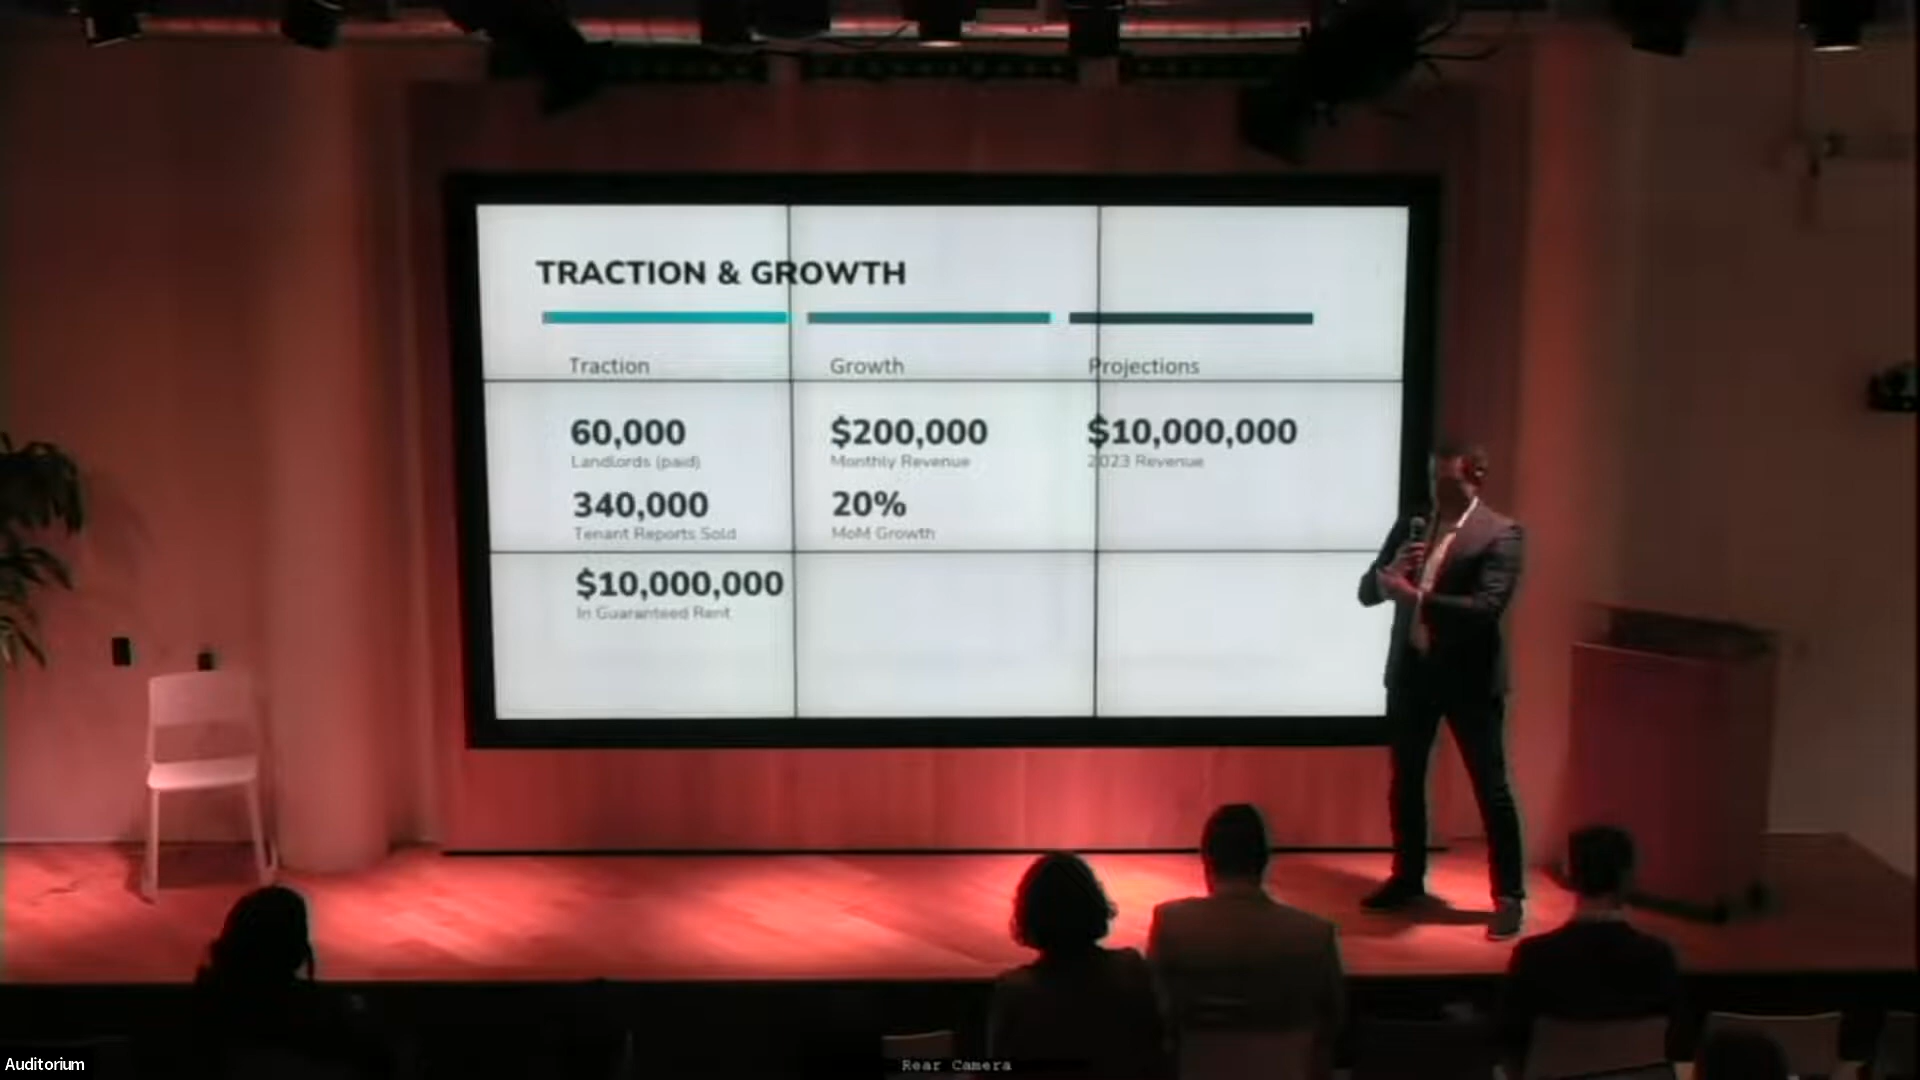 TRACTION & GROWTH
Traction
60,000
Landlords (paid)
340,000
Tenant Reports Sold
$10,000,000
In Guaranteed Rent
Growth
$200,000
Monthly Revenue
20%
MoM Growth
Projections
$10,000,000
2023 Revenue
Auditorium
Rear Camera